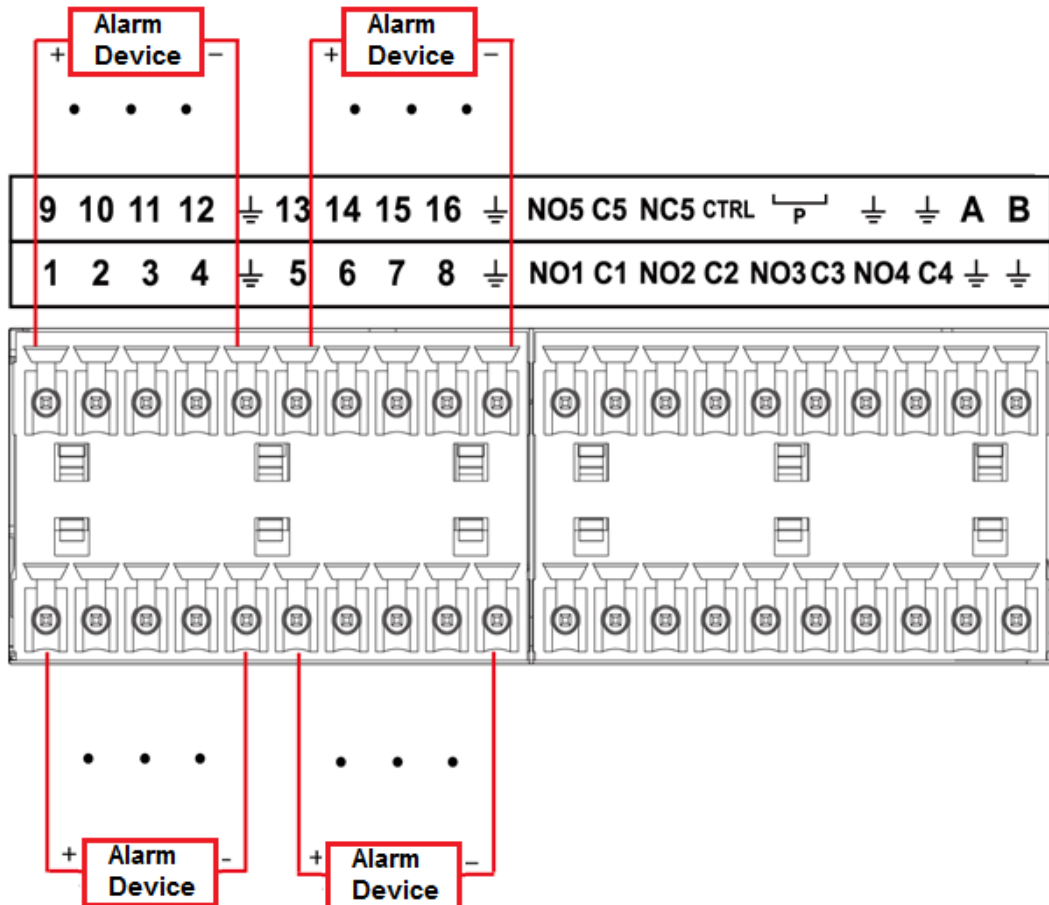 Alarm
Device
+ -
Alarm
Device
+ -
9 10 11 12 ⏚ 13 14 15 16 ⏚ NO5 C5 NC5 CTRL P ⏚ ⏚ A B
1 2 3 4 ⏚ 5 6 7 8 ⏚ NO1 C1 NO2 C2 NO3 C3 NO4 C4 ⏚ ⏚
Alarm
Device
+ -
Alarm
Device
+ -